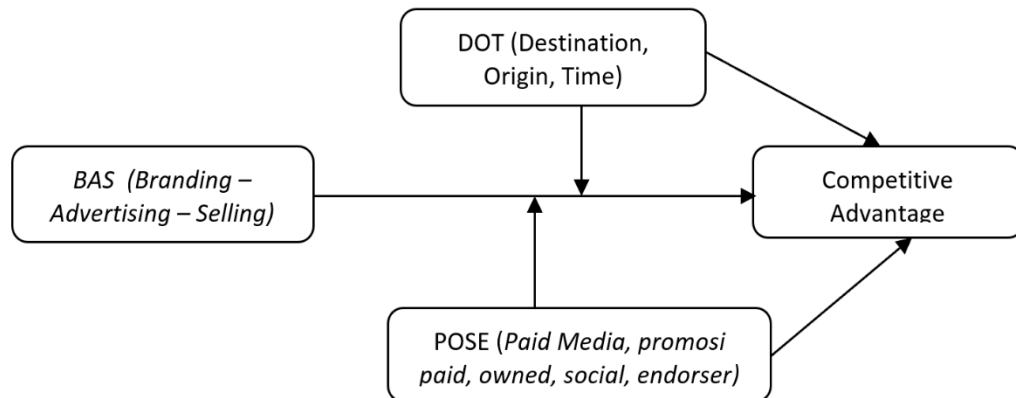 DOT (Destination,
Origin, Time)
BAS (Branding –
Advertising – Selling)
Competitive
Advantage
POSE (Paid Media, promosi
paid, owned, social, endorser)